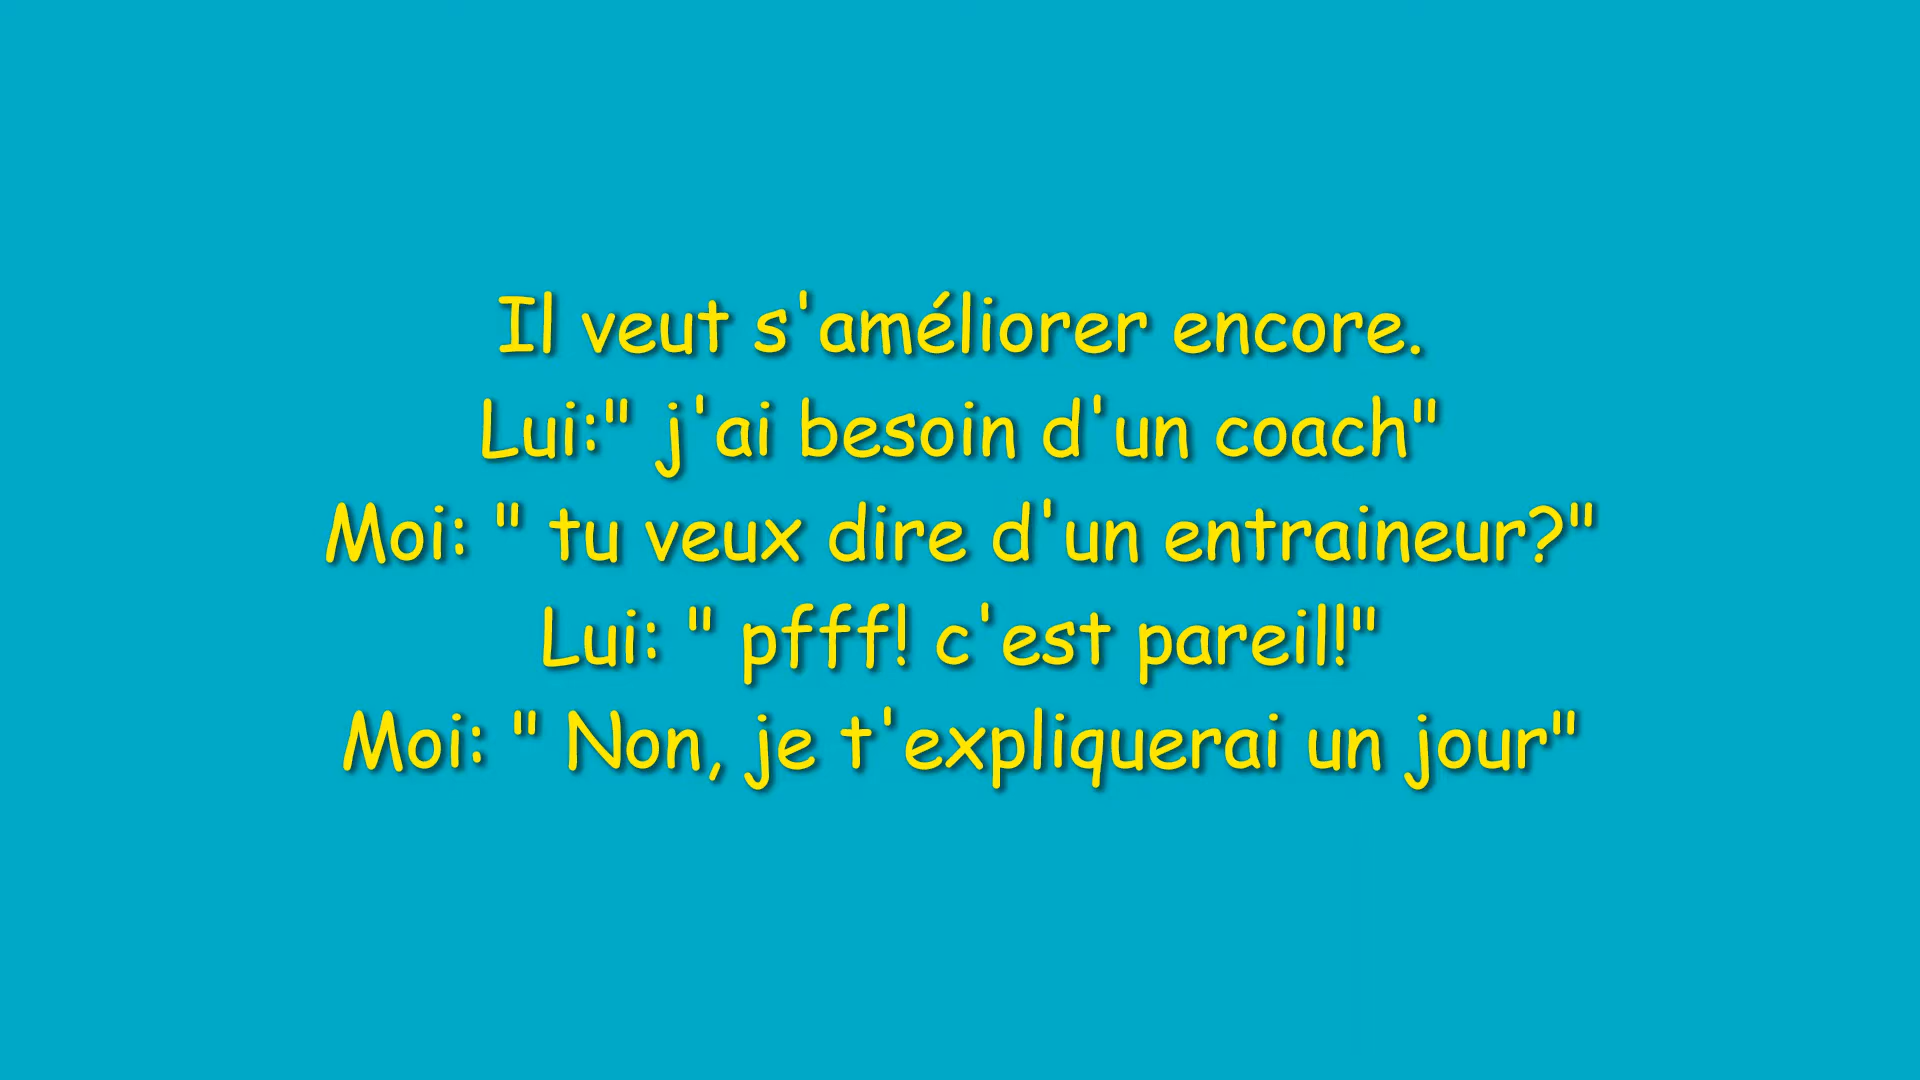 Il veut s'améliorer encore.
Lui:" j'ai besoin d'un coach"
Moi: " tu veux dire d'un entraineur?"
Lui: " pfff! c'est pareil!"
Moi: " Non, je t'expliquerai un jour"